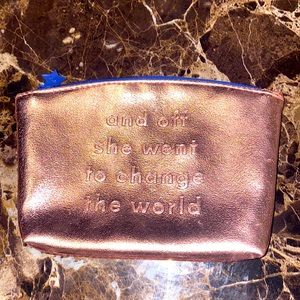 and off
she went
to change
the world